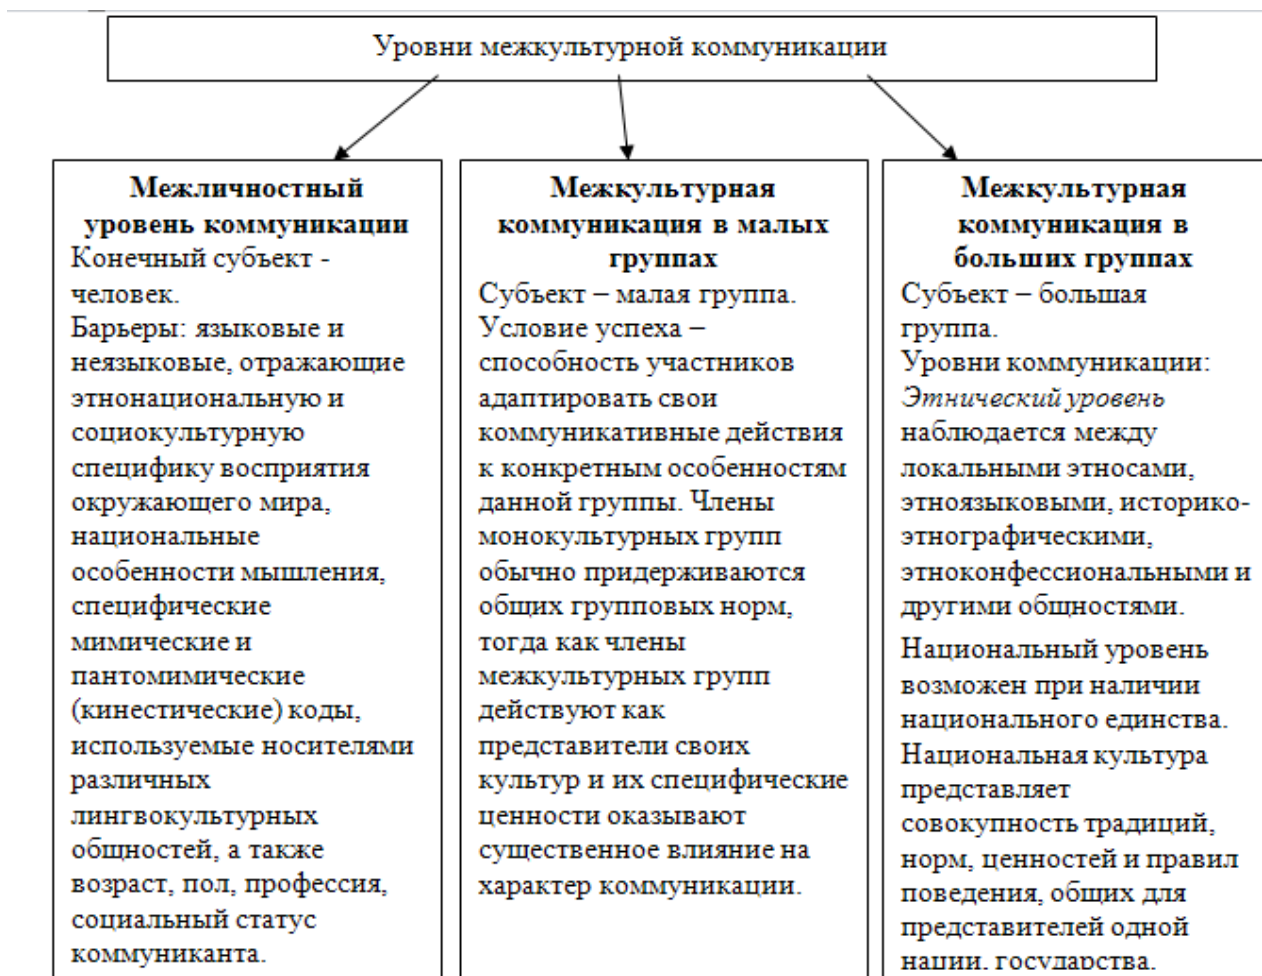 Уровни межкультурной коммуникации
Межличностный
уровень коммуникации
Конечный субъект -
человек.
Барьеры: языковые и
неязыковые, отражающие
этнонациональную и
социокультурную
специфику восприятия
окружающего мира,
национальные
особенности мышления,
специфические
мимические и
пантомимические
(кинестические) коды,
используемые носителями
различных
лингвокультурных
общностей, а также
возраст, пол, профессия,
социальный статус
коммуниканта.
Межкультурная
коммуникация в малых
группах
Субъект – малая группа.
Условие успеха –
способность участников
адаптировать свои
коммуникативные действия
к конкретным особенностям
данной группы. Члены
монокультурных групп
обычно придерживаются
общих групповых норм,
тогда как члены
межкультурных групп
действуют как
представители своих
культур и их специфические
ценности оказывают
существенное влияние на
характер коммуникации.
Межкультурная
коммуникация в
больших группах
Субъект – большая
группа.
Уровни коммуникации:
Этнический уровень
наблюдается между
локальными этносами,
этноязыковыми, историко-
этнографическими,
этноконфессиональными и
другими общностями.
Национальный уровень
возможен при наличии
национального единства.
Национальная культура
представляет
совокупность традиций,
норм, ценностей и правил
поведения, общих для
представителей одной
нации, государства.